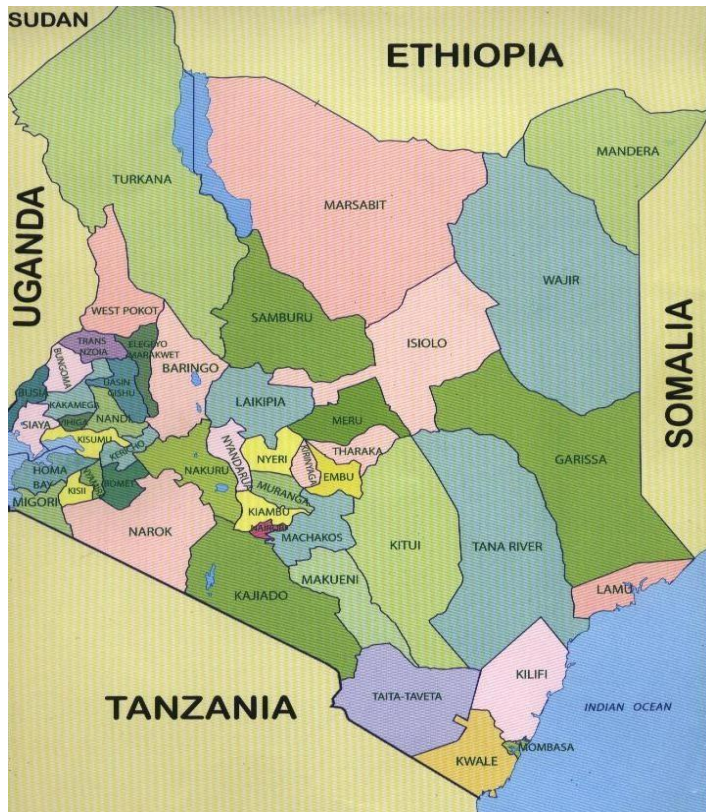 SUDAN
ETHIOPIA
MANDERA
TURKANA
MARSABIT
UGANDA
WAJIR
WEST POKOT
SAMBURU
ISIOLO
SOMALIA
TRANS
NZOIA
ELEGEYO
MARAKWET
BUNGOMA
BARINGO
UASIN
GISHU
BUSIA
KAKAMEGA
LAIKIPIA
MERU
SIAYA
VIHIGA
NANDI
KISUMU
KERICHO
NYANDARUA
NYERI
KIRINYAGA
THARAKA
GARISSA
HOMA
BAY
NAKURU
EMBU
KISII
NYAMIRA
BOMET
MURANGA
MIGORI
KIAMBU
NAIROBI
NAROK
MACHAKOS
KITUI
TANA RIVER
MAKUENI
KAJIADO
LAMU
KILIFI
TANZANIA
TAITA-TAVETA
INDIAN OCEAN
MOMBASA
KWALE